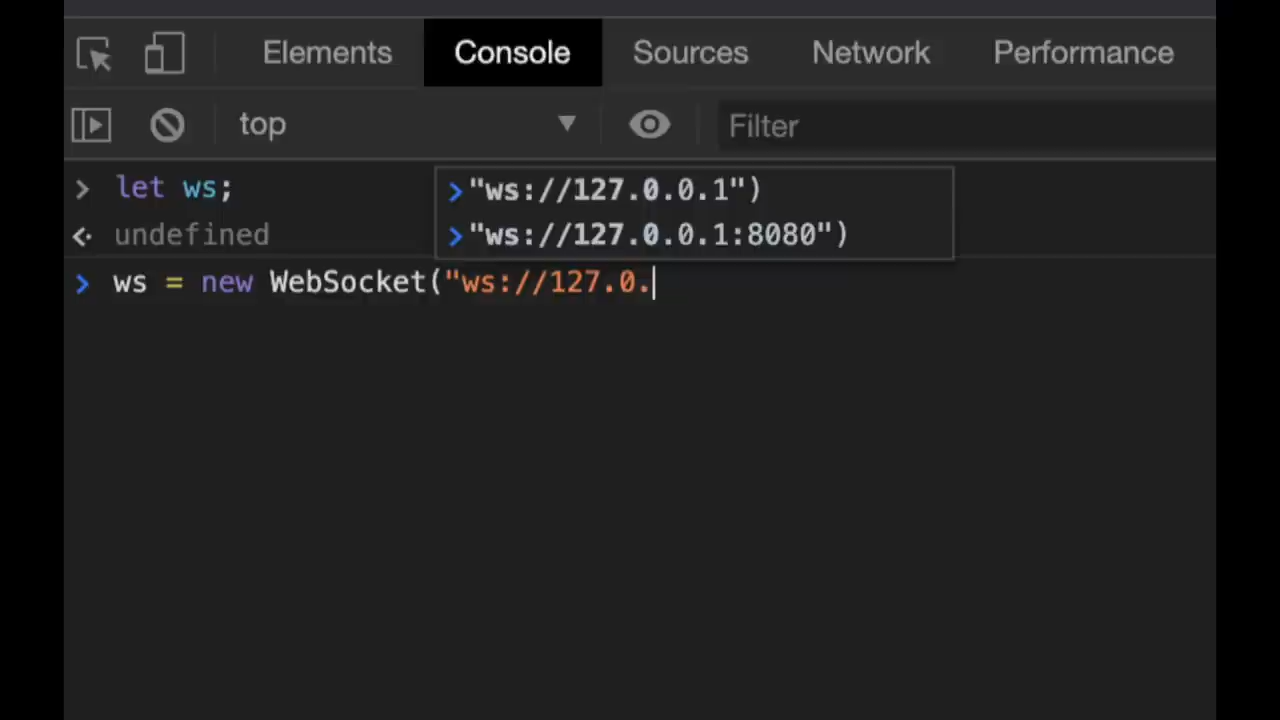 Elements Console Sources Network Performance
top Filter
let ws;
undefined
"ws://127.0.0.1")
"ws://127.0.0.1:8080")
ws = new WebSocket("ws://127.0.